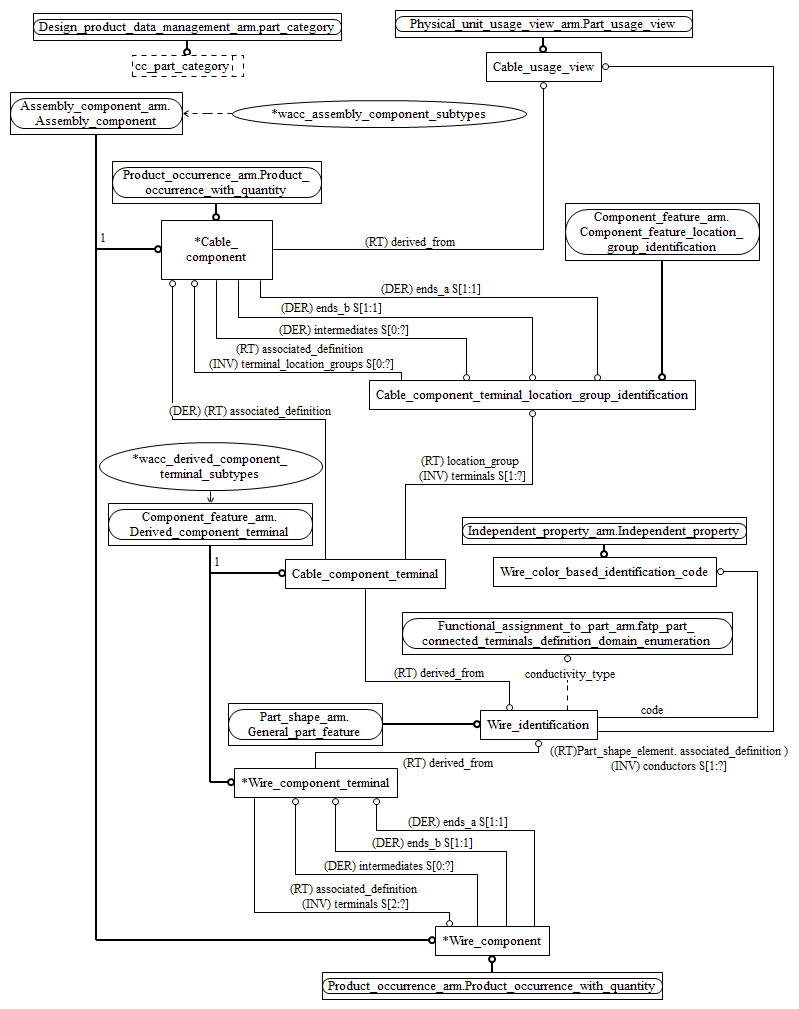 Design_product_data_management_arm.part_category
Physical_unit_usage_view_arm.Part_usage_view
cc_part_category
Cable_usage_view
Assembly_component_arm.
Assembly_component
*wacc_assembly_component_subtypes
Product_occurrence_arm.Product_
occurrence_with_quantity
Component_feature_arm.
Component_feature_location_
group_identification
1
*Cable_
component
(RT) derived_from
(DER) ends_a S[1:1]
(DER) ends_b S[1:1]
(DER) intermediates S[0:?]
(RT) associated_definition
(INV) terminal_location_groups S[0:?]
Cable_component_terminal_location_group_identification
(DER) (RT) associated_definition
*wacc_derived_component_
terminal_subtypes
(RT) location_group
(INV) terminals S[1:?]
Component_feature_arm.
Derived_component_terminal
Independent_property_arm.Independent_property
1
Cable_component_terminal
Wire_color_based_identification_code
Functional_assignment_to_part_arm.fatp_part_
connected_terminals_definition_domain_enumeration
(RT) derived_from
conductivity_type
Part_shape_arm.
General_part_feature
Wire_identification
code
((RT)Part_shape_element. associated_definition )
(INV) conductors S[1:?]
(RT) derived_from
*Wire_component_terminal
(DER) ends_a S[1:1]
(DER) ends_b S[1:1]
(DER) intermediates S[0:?]
(RT) associated_definition
(INV) terminals S[2:?]
*Wire_component
Product_occurrence_arm.Product_occurrence_with_quantity